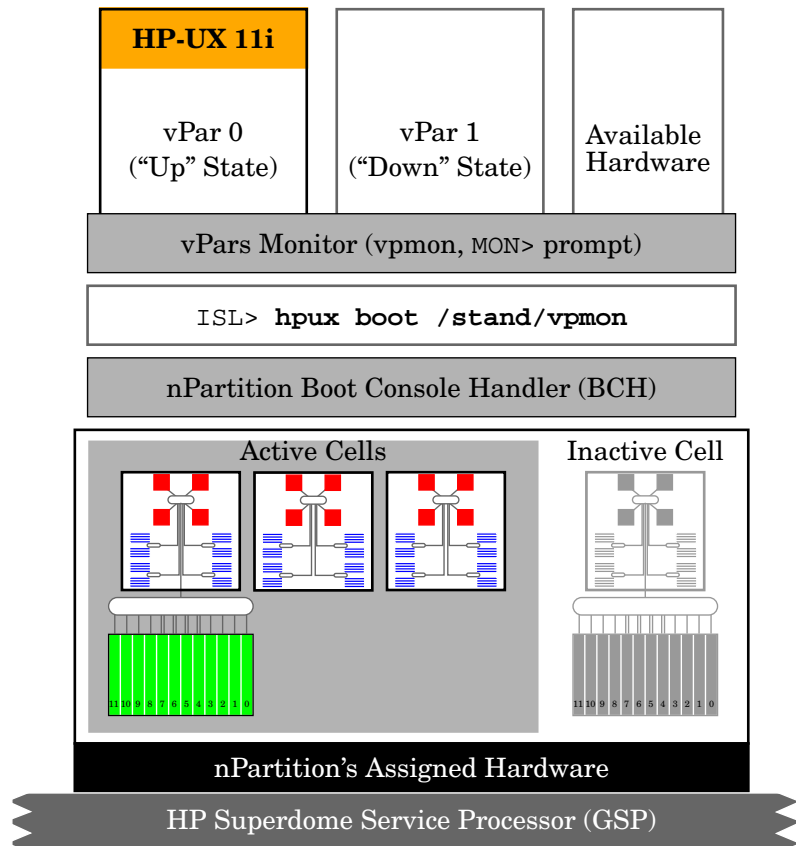 HP-UX 11i
vPar 0
(“Up” State)
vPar 1
(“Down” State)
Available
Hardware
vPars Monitor (vpmon, MON> prompt)
ISL> hpux boot /stand/vpmon
nPartition Boot Console Handler (BCH)
Active Cells
Inactive Cell
11 10 9 8 7 6 5 4 3 2 1 0
11 10 9 8 7 6 5 4 3 2 1 0
nPartition’s Assigned Hardware
HP Superdome Service Processor (GSP)